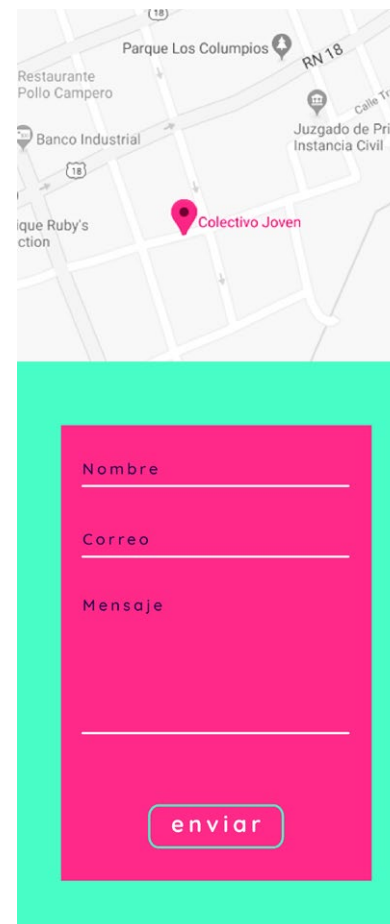 18
Parque Los Columpios
RN 18
Restaurante
Pollo Campero
Calle
Banco Industrial
Juzgado de Pri
Instancia Civil
18
ique Ruby's
ction
Colectivo Joven
Nombre
Correo
Mensaje
enviar